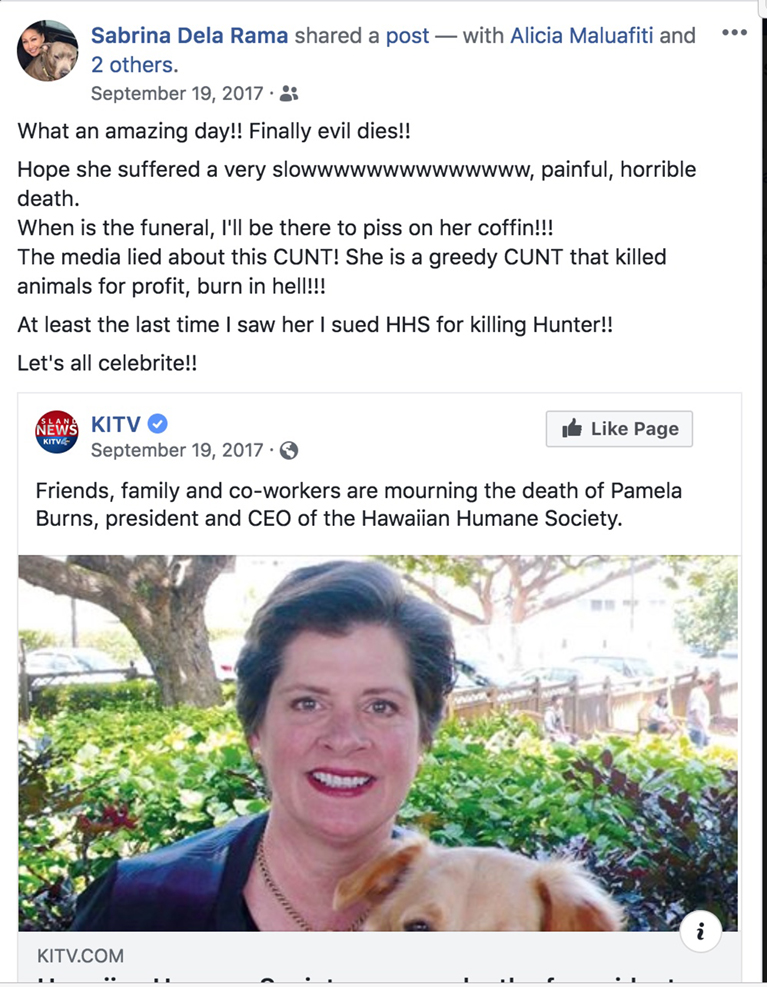 Sabrina Dela Rama shared a post — with Alicia Maluafiti and
2 others.
September 19, 2017 ·
What an amazing day!! Finally evil dies!!
Hope she suffered a very slowwwwwwwwwwwwwww, painful, horrible
death.
When is the funeral, I'll be there to piss on her coffin!!!
The media lied about this CUNT! She is a greedy CUNT that killed
animals for profit, burn in hell!!!
At least the last time I saw her I sued HHS for killing Hunter!!
Let's all celebrite!!
ISLAND
NEWS
KITV4
KITV
Like Page
September 19, 2017 ·
Friends, family and co-workers are mourning the death of Pamela
Burns, president and CEO of the Hawaiian Humane Society.
i
KITV.COM